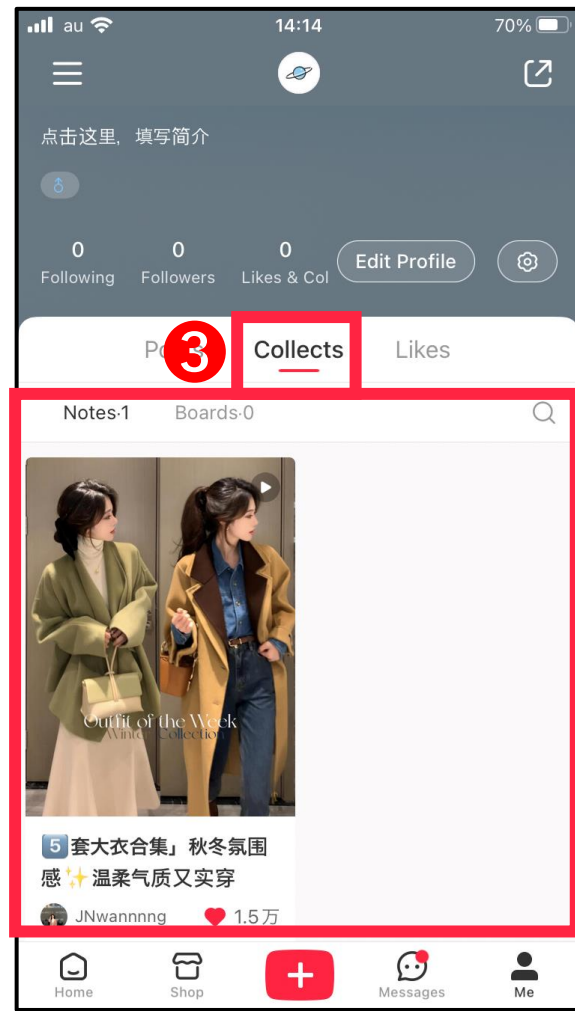 au 14:14 70%
点击这里，填写简介
0 0 0
Following Followers Likes & Col
Edit Profile
3
Collects Likes
Notes·1 Boards·0
Outfit of the Week
Winter Collection
5 套大衣合集」秋冬氛围
感✨温柔气质又实穿
JNwannnng 1.5万
Home Shop Messages Me